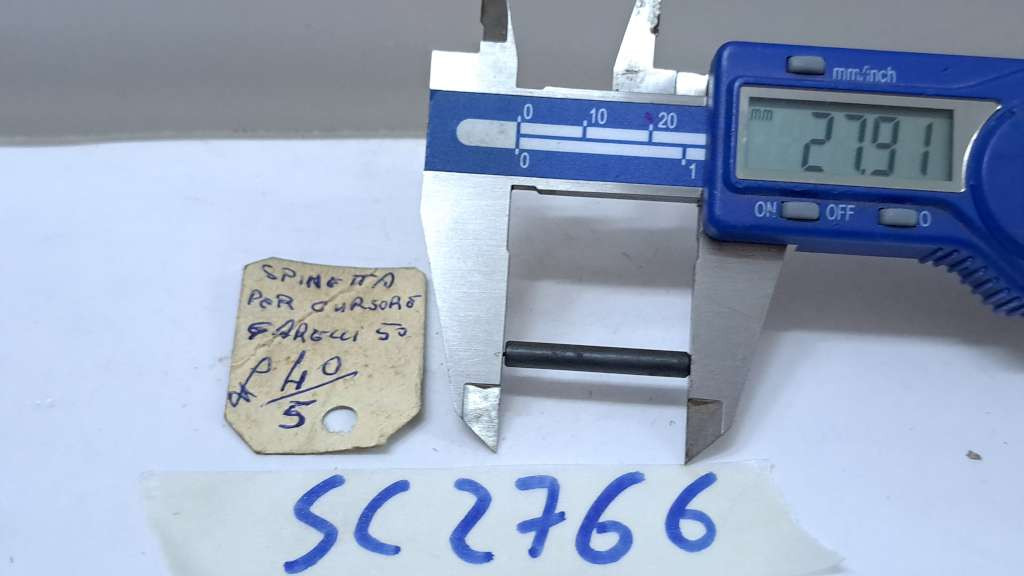 mm/inch
0 10 20
0 1
mm 27.91
ON OFF 0
SPINETTA
PER CURSORE
GARELLI 50
£ 40
5
SC2766